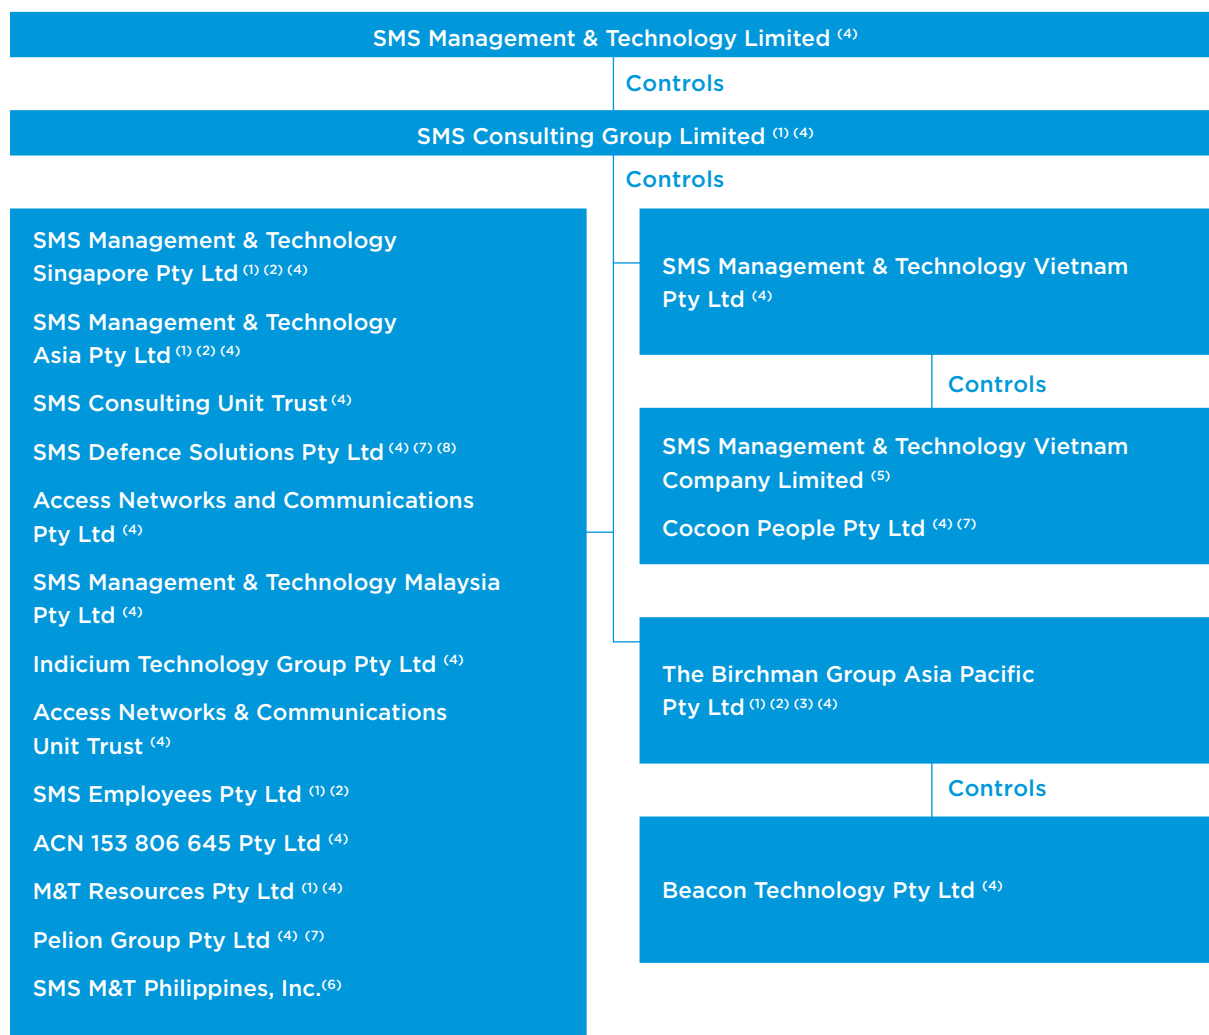 SMS Management & Technology Limited (4)
Controls
SMS Consulting Group Limited (1) (4)
Controls
SMS Management & Technology
Singapore Pty Ltd (1) (2) (4)
SMS Management & Technology
Asia Pty Ltd (1) (2) (4)
SMS Consulting Unit Trust (4)
SMS Defence Solutions Pty Ltd (4) (7) (8)
Access Networks and Communications
Pty Ltd (4)
SMS Management & Technology Malaysia
Pty Ltd (4)
Indicium Technology Group Pty Ltd (4)
Access Networks & Communications
Unit Trust (4)
SMS Employees Pty Ltd (1) (2)
ACN 153 806 645 Pty Ltd (4)
M&T Resources Pty Ltd (1) (4)
Pelion Group Pty Ltd (4) (7)
SMS M&T Philippines, Inc.(6)
SMS Management & Technology Vietnam
Pty Ltd (4)
Controls
SMS Management & Technology Vietnam
Company Limited (5)
Cocoon People Pty Ltd (4) (7)
The Birchman Group Asia Pacific
Pty Ltd (1) (2) (3) (4)
Controls
Beacon Technology Pty Ltd (4)